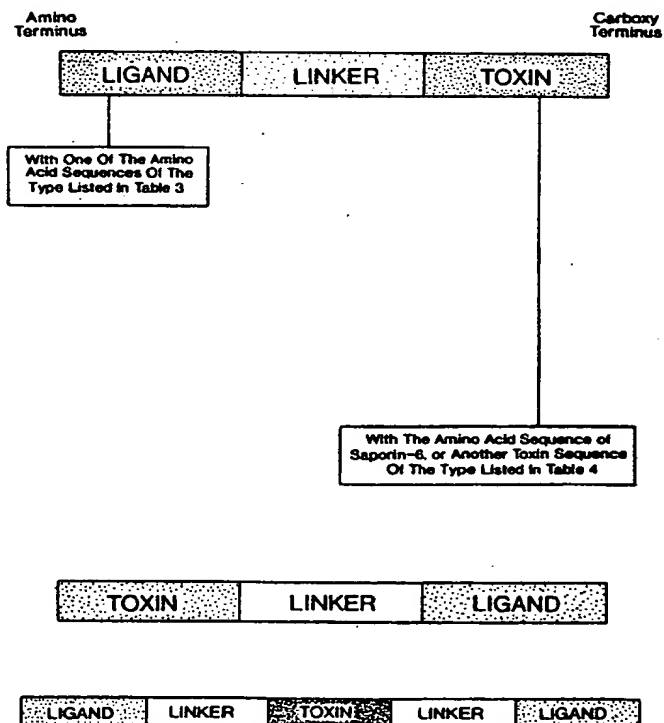 Amino
Terminus
Carboxy
Terminus
LIGAND LINKER TOXIN
With One Of The Amino
Acid Sequences Of The
Type Listed In Table 3
With The Amino Acid Sequence of
Saporin-6, or Another Toxin Sequence
Of The Type Listed In Table 4
TOXIN LINKER LIGAND
LIGAND LINKER TOXIN LINKER LIGAND